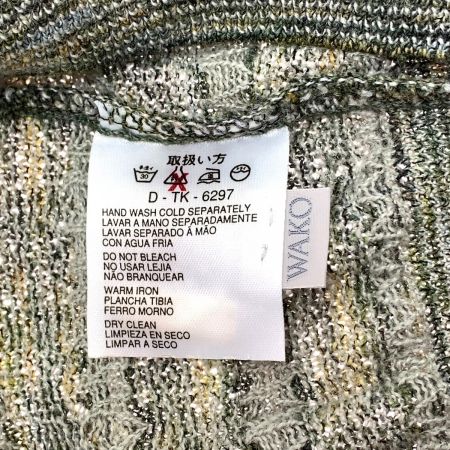 取扱い方
30
D - TK - 6297
HAND WASH COLD SEPARATELY
LAVAR A MANO SEPARADAMENTE
LAVAR SEPARADO À MÃO
CON AGUA FRIA
DO NOT BLEACH
NO USAR LEJIA
NÃO BRANQUEAR
WARM IRON
PLANCHA TIBIA
FERRO MORNO
DRY CLEAN
LIMPIEZA EN SECO
LIMPAR A SECO
WAKO